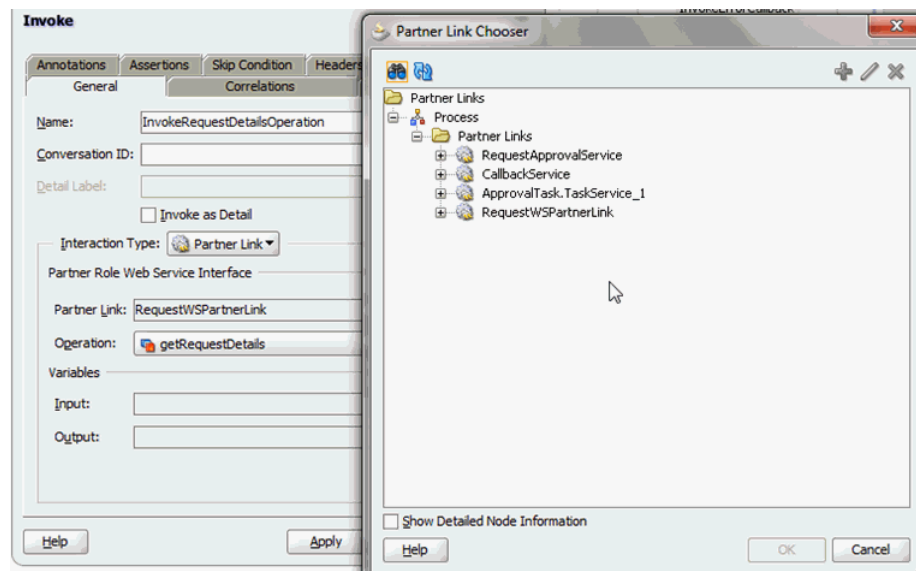 Invoke
Annotations Assertions Skip Condition Headers
General Correlations
Name: InvokeRequestDetailsOperation
Conversation ID:
Detail Label:
Invoke as Detail
Interaction Type: Partner Link
Partner Role Web Service Interface
Partner Link: RequestWSPartnerLink
Operation: getRequestDetails
Variables
Input:
Output:
Help Apply
InvokeErrorCallback
Partner Link Chooser
Partner Links
Process
Partner Links
RequestApprovalService
CallbackService
ApprovalTask.TaskService_1
RequestWSPartnerLink
Show Detailed Node Information
Help OK Cancel